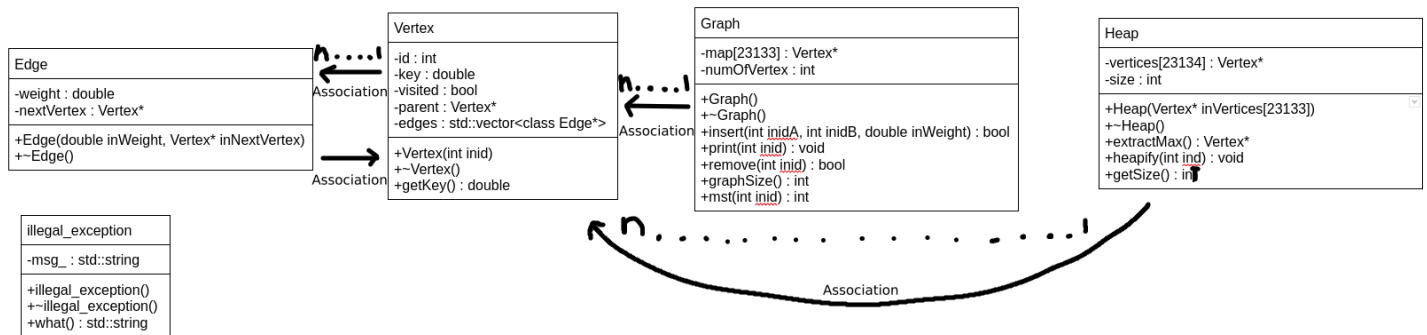 Edge
-weight : double
-nextVertex : Vertex*
+Edge(double inWeight, Vertex* inNextVertex)
+~Edge()
n.....1
Association
Association
Vertex
-id : int
-key : double
-visited : bool
-parent : Vertex*
-edges : std::vector<class Edge*>
+Vertex(int inid)
+~Vertex()
+getKey() : double
n.....1
Association
Graph
-map[23133] : Vertex*
-numOfVertex : int
+Graph()
+~Graph()
+insert(int inidA, int inidB, double inWeight) : bool
+print(int inid) : void
+remove(int inid) : bool
+graphSize() : int
+mst(int inid) : int
Heap
-vertices[23134] : Vertex*
-size : int
+Heap(Vertex* inVertices[23133])
+~Heap()
+extractMax() : Vertex*
+heapify(int ind) : void
+getSize() : inT
n. . . . . . . . . . . . 1
Association
illegal_exception
-msg_ : std::string
+illegal_exception()
+~illegal_exception()
+what() : std::string